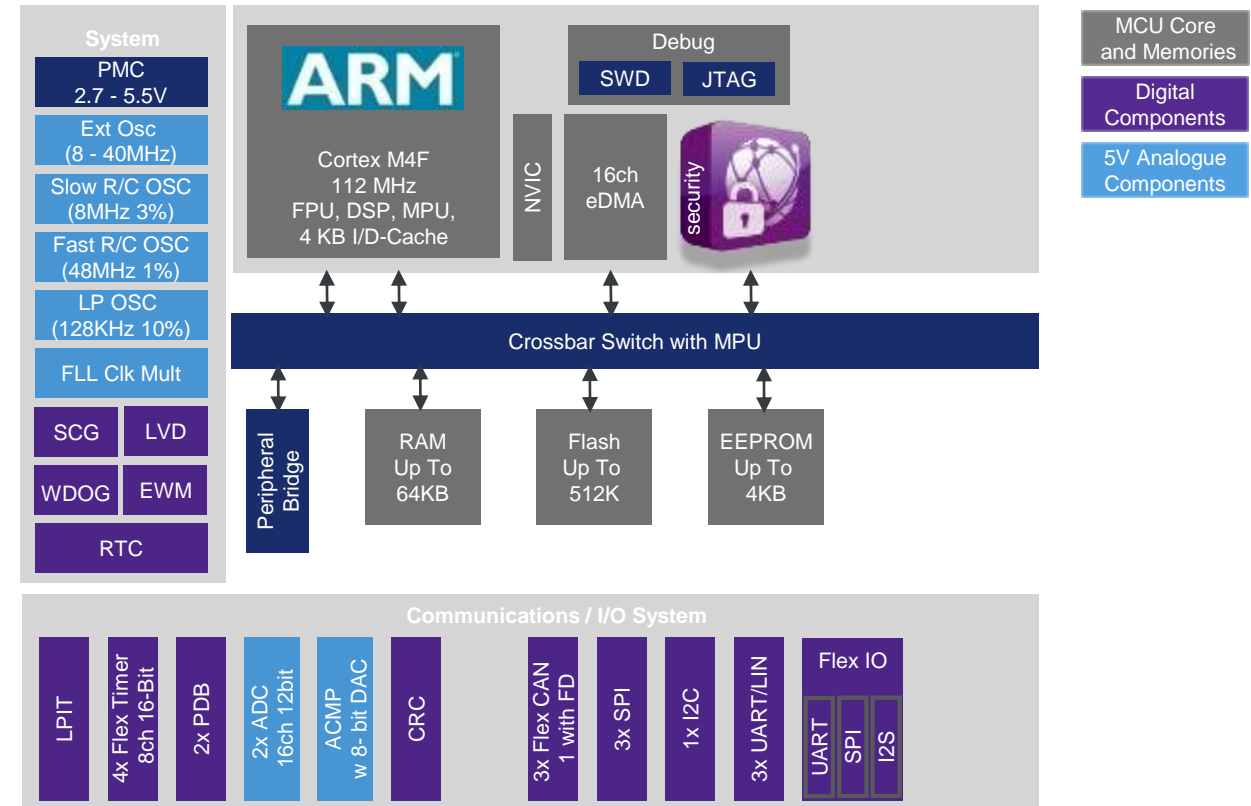 System
PMC
2.7 - 5.5V
Ext Osc
(8 - 40MHz)
Slow R/C OSC
(8MHz 3%)
Fast R/C OSC
(48MHz 1%)
LP OSC
(128KHz 10%)
FLL Clk Mult
SCG
LVD
WDOG
EWM
RTC
ARM
Cortex M4F
112 MHz
FPU, DSP, MPU,
4 KB I/D-Cache
Debug
SWD
JTAG
NVIC
16ch
eDMA
security
Crossbar Switch with MPU
Peripheral
Bridge
RAM
Up To
64KB
Flash
Up To
512K
EEPROM
Up To
4KB
MCU Core
and Memories
Digital
Components
5V Analogue
Components
Communications / I/O System
LPIT
4x Flex Timer
8ch 16-Bit
2x PDB
2x ADC
16ch 12bit
ACMP
w 8- bit DAC
CRC
3x Flex CAN
1 with FD
3x SPI
1x I2C
3x UART/LIN
Flex IO
UART
SPI
I2S